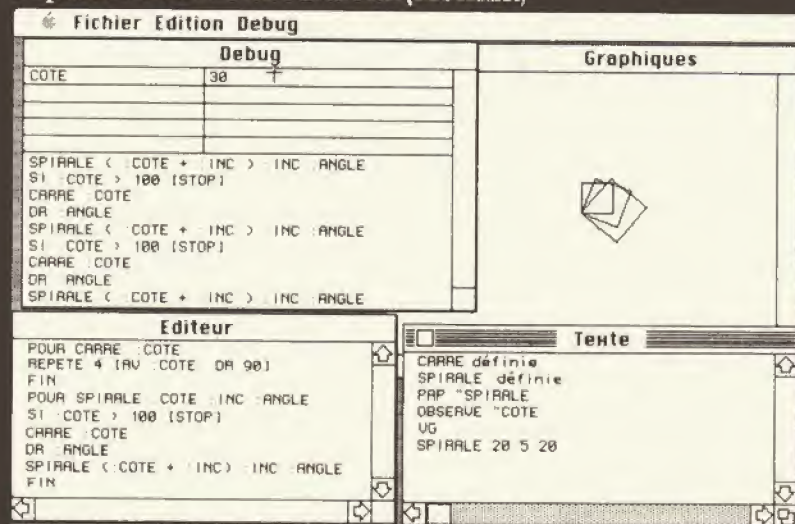 Fichier Edition Debug
Debug
COTE 30
SPIRALE ( :COTE + :INC ) :INC :ANGLE
SI :COTE > 100 [STOP]
CARRE :COTE
DR :ANGLE
SPIRALE ( :COTE + :INC ) :INC :ANGLE
SI :COTE > 100 [STOP]
CARRE :COTE
DR :ANGLE
SPIRALE ( :COTE + :INC ) :INC :ANGLE
Graphiques
Editeur
POUR CARRE :COTE
REPETE 4 [AV :COTE DR 90]
FIN
POUR SPIRALE :COTE :INC :ANGLE
SI :COTE > 100 [STOP]
CARRE :COTE
DR :ANGLE
SPIRALE (:COTE + :INC) :INC :ANGLE
FIN
Texte
CARRE définie
SPIRALE définie
PAP "SPIRALE
OBSERVE "COTE
VG
SPIRALE 20 5 20